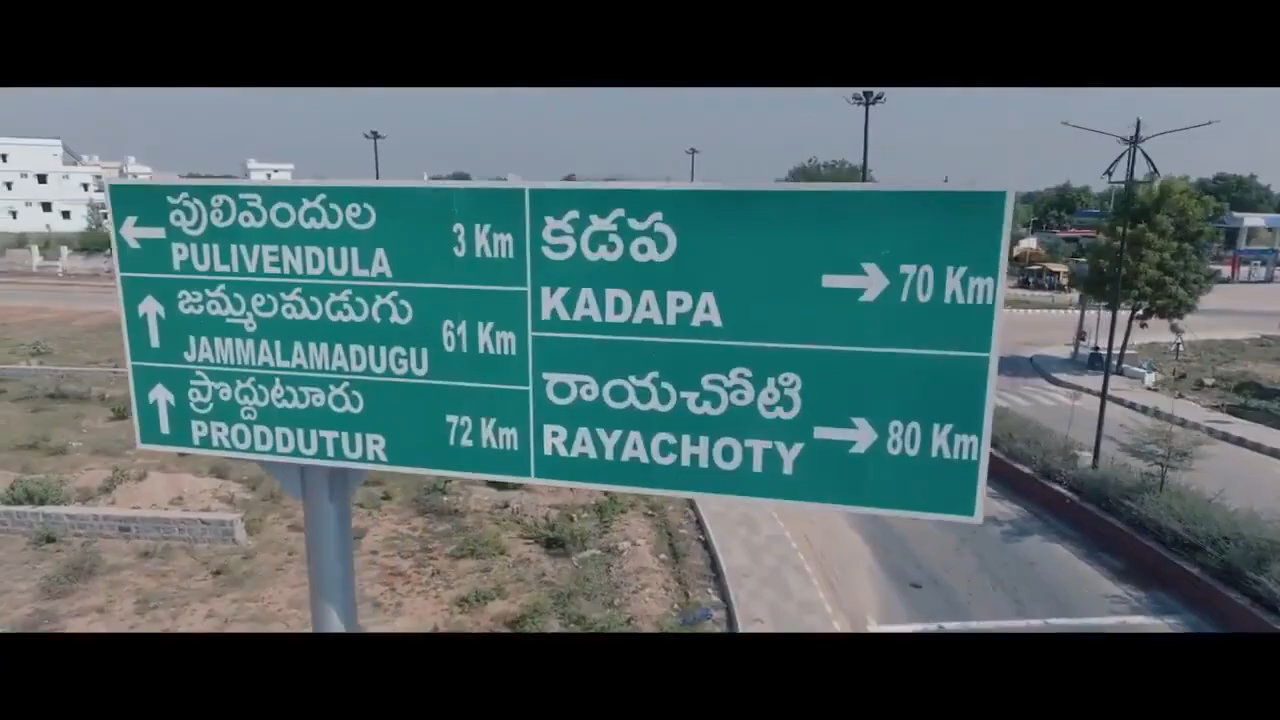 పులివెందుల
PULIVENDULA
3 Km
జమ్మలమడుగు
JAMMALAMADUGU
61 Km
ప్రొద్దుటూరు
PRODDUTUR
72 Km
కడప
KADAPA
70 Km
రాయచోటి
RAYACHOTY
80 Km